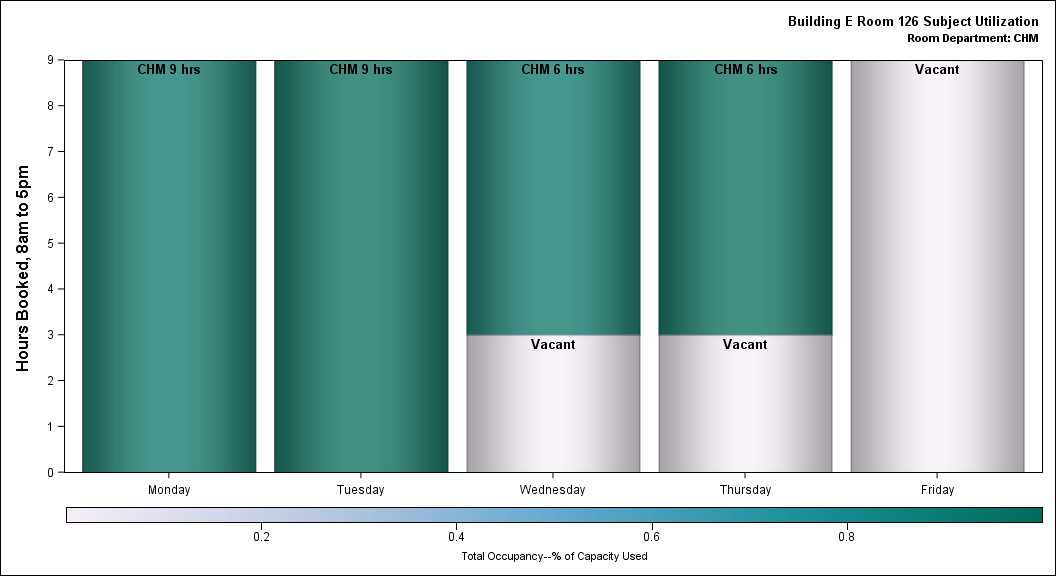 Building E Room 126 Subject Utilization
Room Department: CHM
Hours Booked, 8am to 5pm
9
8
7
6
5
4
3
2
1
0
CHM 9 hrs
CHM 9 hrs
CHM 6 hrs
CHM 6 hrs
Vacant
Vacant
Vacant
Monday
Tuesday
Wednesday
Thursday
Friday
0.2
0.4
0.6
0.8
Total Occupancy--% of Capacity Used